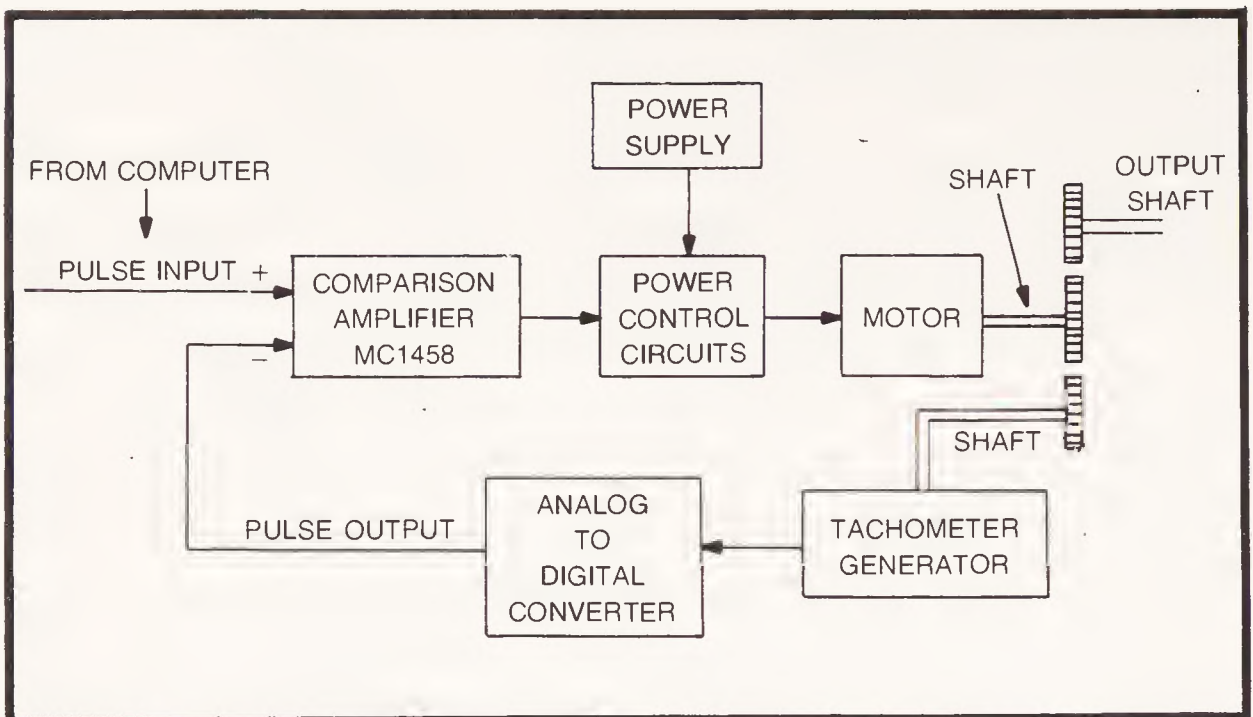 FROM COMPUTER
PULSE INPUT +
−
COMPARISON
AMPLIFIER
MC1458
POWER
SUPPLY
POWER
CONTROL
CIRCUITS
MOTOR
SHAFT
OUTPUT
SHAFT
SHAFT
TACHOMETER
GENERATOR
ANALOG
TO
DIGITAL
CONVERTER
PULSE OUTPUT